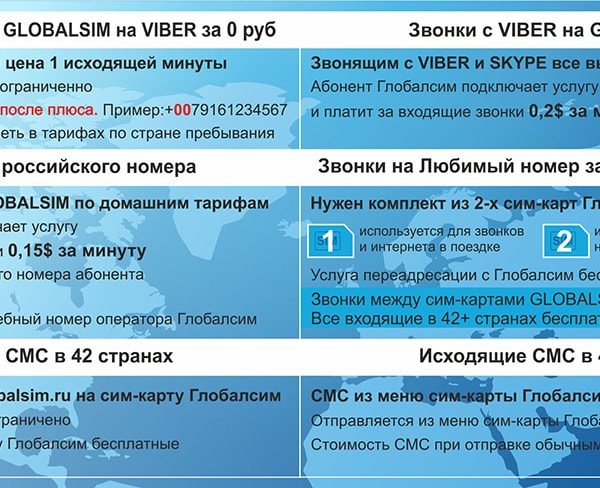 GLOBALSIM на VIBER за 0 руб
цена 1 исходящей минуты
ограниченно
после плюса. Пример:+0079161234567
еть в тарифах по стране пребывания
российского номера
OBALSIM по домашним тарифам
чает услугу
и 0,15$ за минуту
го номера абонента
ебный номер оператора Глобалсим
СМС в 42 странах
balsim.ru на сим-карту Глобалсим
ограничено
у Глобалсим бесплатные
Звонки с VIBER на G
Звонящим с VIBER и SKYPE все вы
Абонент Глобалсим подключает услугу
и платит за входящие звонки 0,2$ за м
Звонки на Любимый номер за
Нужен комплект из 2-х сим-карт Гл
1 используется для звонков
и интернета в поездке
2
Услуга переадресации с Глобалсим бес
Звонки между сим-картами GLOBALS
Все входящие в 42+ странах бесплат
Исходящие СМС в 4
СМС из меню сим-карты Глобалси
Отправляется из меню сим-карты Глоба
Стоимость СМС при отправке обычным